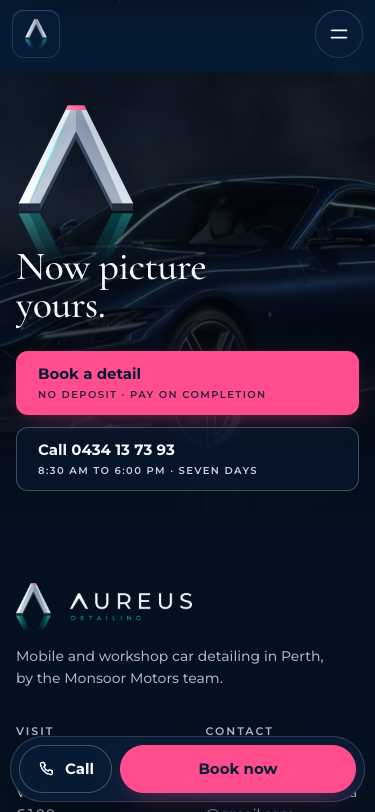 Now picture
yours.
Book a detail
NO DEPOSIT · PAY ON COMPLETION
Call 0434 13 73 93
8:30 AM TO 6:00 PM · SEVEN DAYS
AUREUS
DETAILING
Mobile and workshop car detailing in Perth,
by the Monsoor Motors team.
VISIT
CONTACT
Call
Book now